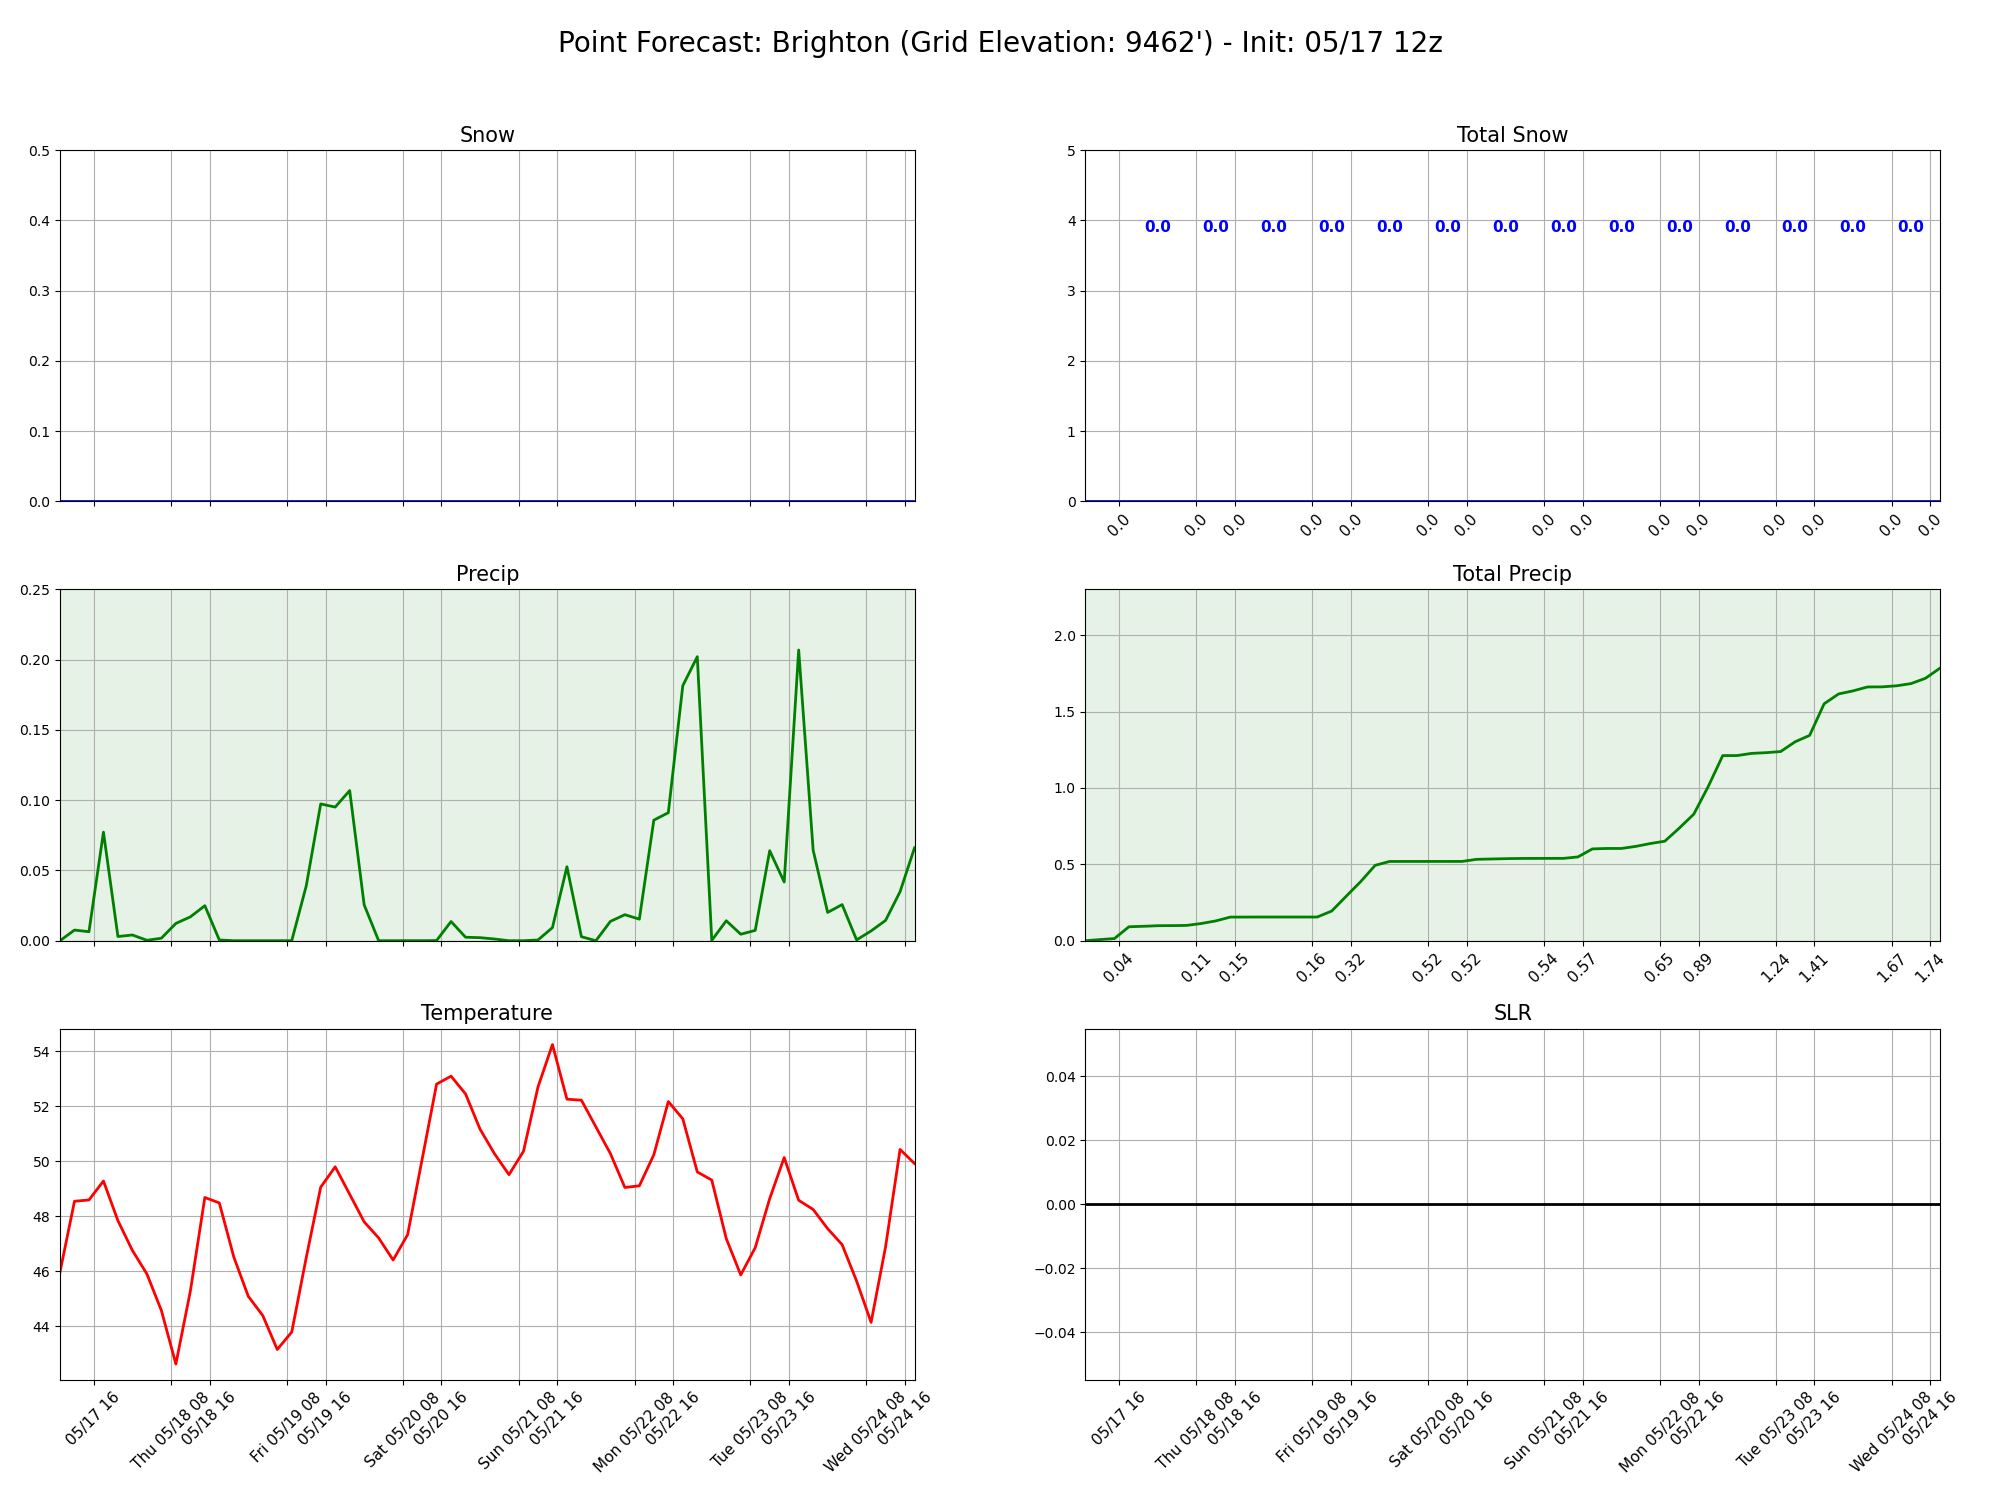 Point Forecast: Brighton (Grid Elevation: 9462') - Init: 05/17 12z
Snow
0.5
0.4
0.3
0.2
0.1
0.0
Total Snow
5
4
3
2
1
0
0.0 0.0 0.0 0.0 0.0 0.0 0.0 0.0 0.0 0.0 0.0 0.0 0.0 0.0
0.0 0.0 0.0 0.0 0.0 0.0 0.0 0.0 0.0 0.0 0.0 0.0 0.0 0.0 0.0
Precip
0.25
0.20
0.15
0.10
0.05
0.00
Total Precip
2.0
1.5
1.0
0.5
0.0
0.04 0.11 0.15 0.16 0.32 0.52 0.52 0.54 0.57 0.65 0.89 1.24 1.41 1.67 1.74
Temperature
54
52
50
48
46
44
05/17 16
Thu 05/18 08
05/18 16
Fri 05/19 08
05/19 16
Sat 05/20 08
05/20 16
Sun 05/21 08
05/21 16
Mon 05/22 08
05/22 16
Tue 05/23 08
05/23 16
Wed 05/24 08
05/24 16
SLR
0.04
0.02
0.00
−0.02
−0.04
05/17 16
Thu 05/18 08
05/18 16
Fri 05/19 08
05/19 16
Sat 05/20 08
05/20 16
Sun 05/21 08
05/21 16
Mon 05/22 08
05/22 16
Tue 05/23 08
05/23 16
Wed 05/24 08
05/24 16